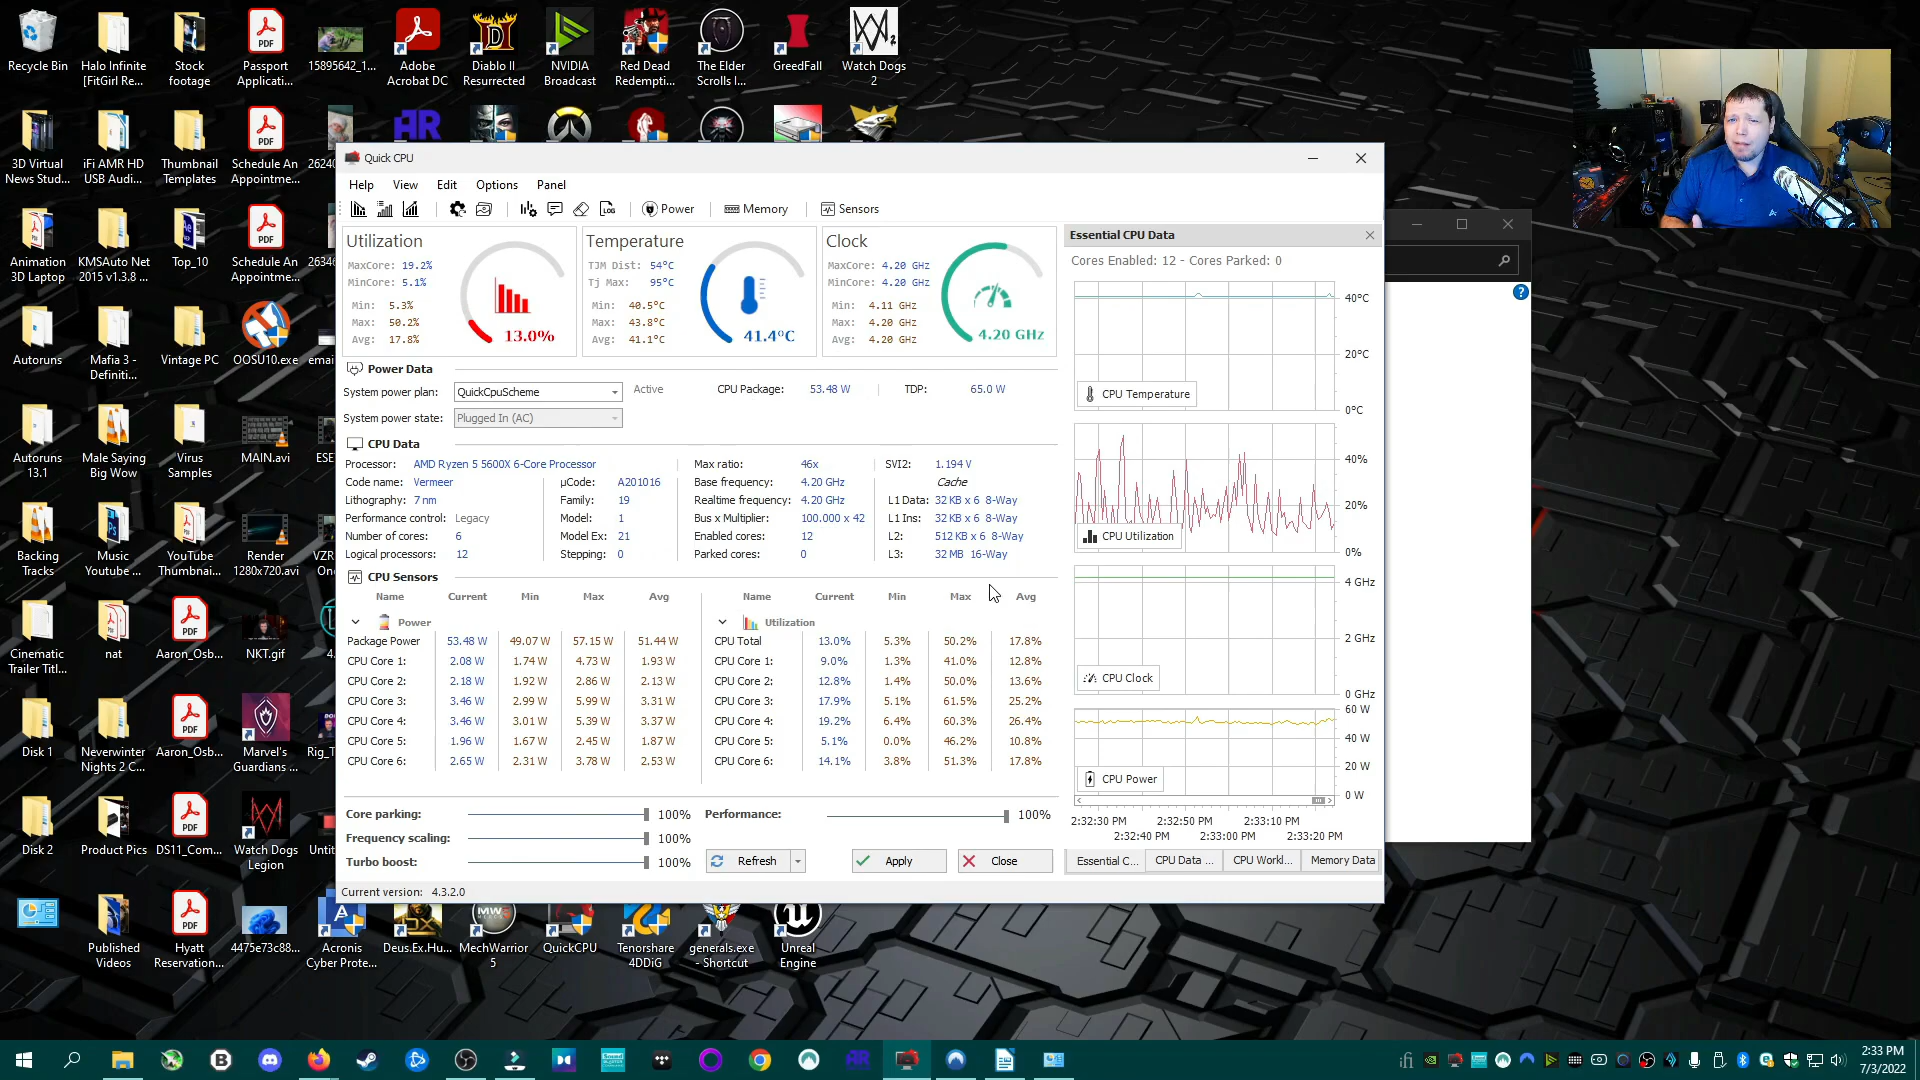 Recycle Bin
Halo Infinite
[FitGirl Re...
Stock
footage
Passport
Applicati...
15895642_1...
Adobe
Acrobat DC
Diablo II
Resurrected
NVIDIA
Broadcast
Red Dead
Redempti...
The Elder
Scrolls I...
GreedFall
Watch Dogs
2
3D Virtual
News Stud...
iFi AMR HD
USB Audi...
Thumbnail
Templates
Schedule An
Appointme...
Animation
3D Laptop
KMSAuto Net
2015 v1.3.8 ...
Top_10
Schedule An
Appointme...
Autoruns
Mafia 3 -
Definiti...
Vintage PC
OOSU10.exe
Autoruns
13.1
Male Saying
Big Wow
Virus
Samples
MAIN.avi
Backing
Tracks
Music
Youtube ...
YouTube
Thumbnai...
Render
1280x720.avi
Cinematic
Trailer Titl...
nat
Aaron_Osb...
NKT.gif
Disk 1
Neverwinter
Nights 2 C...
Aaron_Osb...
Marvel's
Guardians ...
Rig_T
Disk 2
Product Pics
DS11_Com...
Watch Dogs
Legion
Published
Videos
Hyatt
Reservation...
4475e73c88...
Acronis
Cyber Prote...
Deus.Ex.Hu...
MechWarrior
5
QuickCPU
Tenorshare
4DDiG
generals.exe
- Shortcut
Unreal
Engine
Quick CPU
Help View Edit Options Panel
Power Memory Sensors
Utilization
MaxCore: 19.2%
MinCore: 5.1%
Min: 5.3%
Max: 50.2%
Avg: 17.8%
13.0%
Temperature
TJM Dist: 54°C
Tj Max: 95°C
Min: 40.5°C
Max: 43.8°C
Avg: 41.1°C
41.4°C
Clock
MaxCore: 4.20 GHz
MinCore: 4.20 GHz
Min: 4.11 GHz
Max: 4.20 GHz
Avg: 4.20 GHz
4.20 GHz
Power Data
System power plan: QuickCpuScheme Active CPU Package: 53.48 W TDP: 65.0 W
System power state: Plugged In (AC)
CPU Data
Processor: AMD Ryzen 5 5600X 6-Core Processor Max ratio: 46x SVI2: 1.194 V
Code name: Vermeer µCode: A201016 Base frequency: 4.20 GHz Cache
Lithography: 7 nm Family: 19 Realtime frequency: 4.20 GHz L1 Data: 32 KB x 6 8-Way
Performance control: Legacy Model: 1 Bus x Multiplier: 100.000 x 42 L1 Ins: 32 KB x 6 8-Way
Number of cores: 6 Model Ex: 21 Enabled cores: 12 L2: 512 KB x 6 8-Way
Logical processors: 12 Stepping: 0 Parked cores: 0 L3: 32 MB 16-Way
CPU Sensors
Name Current Min Max Avg
Power
Package Power 53.48 W 49.07 W 57.15 W 51.44 W
CPU Core 1: 2.08 W 1.74 W 4.73 W 1.93 W
CPU Core 2: 2.18 W 1.92 W 2.86 W 2.13 W
CPU Core 3: 3.46 W 2.99 W 5.99 W 3.31 W
CPU Core 4: 3.46 W 3.01 W 5.39 W 3.37 W
CPU Core 5: 1.96 W 1.67 W 2.45 W 1.87 W
CPU Core 6: 2.65 W 2.31 W 3.78 W 2.53 W
Name Current Min Max Avg
Utilization
CPU Total 13.0% 5.3% 50.2% 17.8%
CPU Core 1: 9.0% 1.3% 41.0% 12.8%
CPU Core 2: 12.8% 1.4% 50.0% 13.6%
CPU Core 3: 17.9% 5.1% 61.5% 25.2%
CPU Core 4: 19.2% 6.4% 60.3% 26.4%
CPU Core 5: 5.1% 0.0% 46.2% 10.8%
CPU Core 6: 14.1% 3.8% 51.3% 17.8%
Core parking: 100% Performance: 100%
Frequency scaling: 100%
Turbo boost: 100% Refresh Apply Close
Current version: 4.3.2.0
Essential CPU Data
Cores Enabled: 12 - Cores Parked: 0
40°C
20°C
0°C
CPU Temperature
40%
20%
0%
CPU Utilization
4 GHz
2 GHz
0 GHz
CPU Clock
60 W
40 W
20 W
0 W
CPU Power
2:32:30 PM 2:32:50 PM 2:33:10 PM
2:32:40 PM 2:33:00 PM 2:33:20 PM
Essential C... CPU Data ... CPU Workl... Memory Data
2:33 PM
7/3/2022